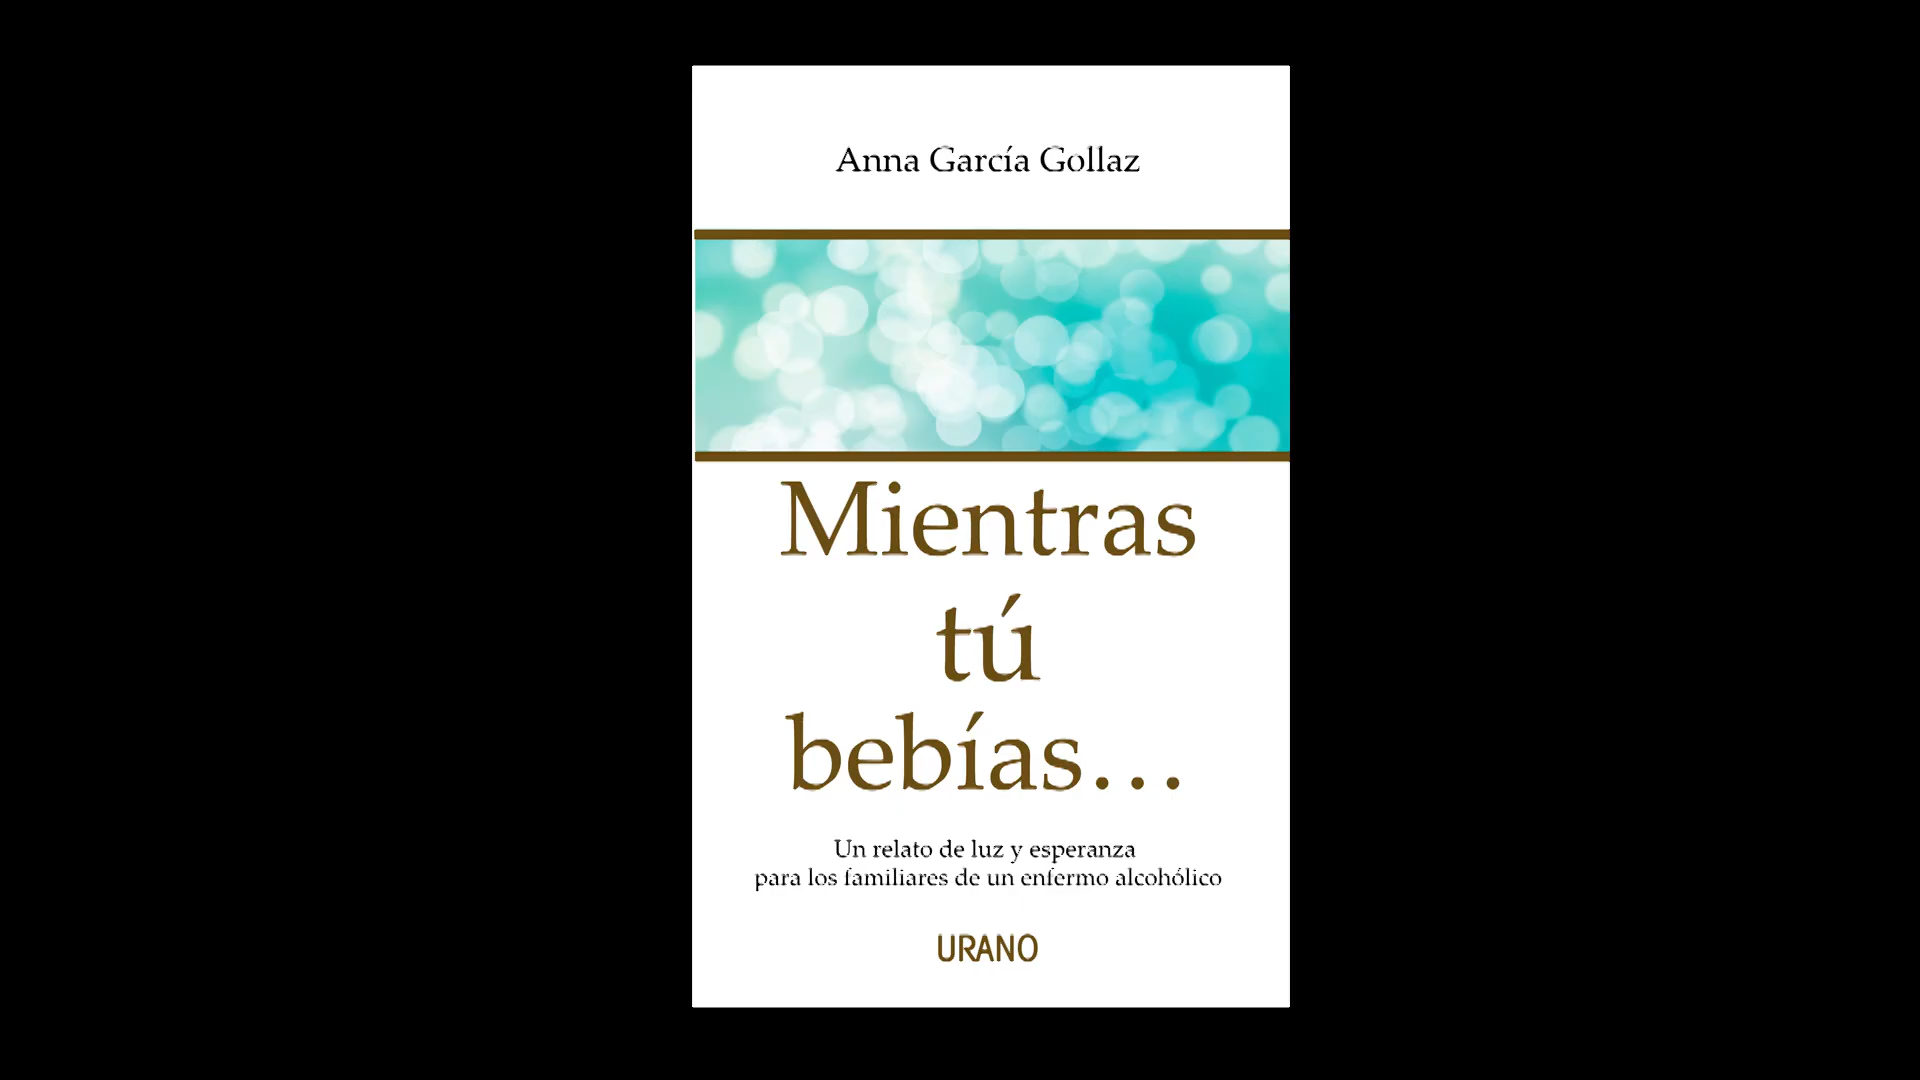 Anna García Gollaz
Mientras
tú
bebías...
Un relato de luz y esperanza
para los familiares de un enfermo alcohólico
URANO